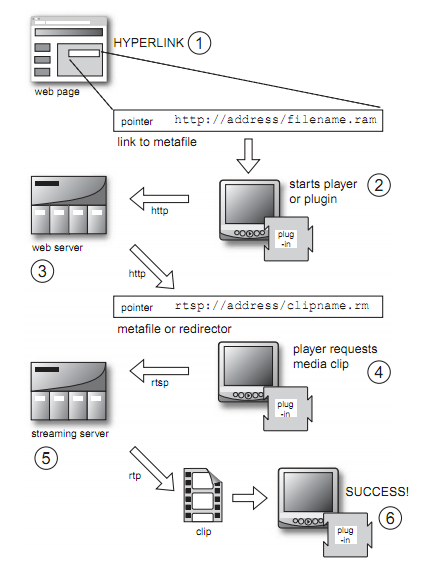 HYPERLINK 1
web page
pointer http://address/filename.ram
link to metafile
starts player
or plugin
2
http
plug
-in
web server
3
http
pointer rtsp://address/clipname.rm
metafile or redirector
player requests
media clip
4
rtsp
plug
-in
streaming server
5
rtp
clip
SUCCESS!
6
plug
-in